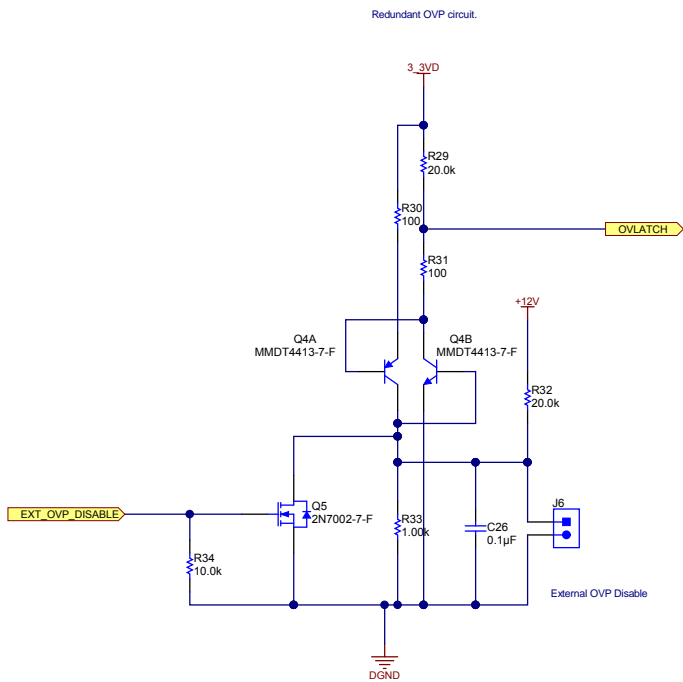 Redundant OVP circuit.
3_3VD
R29
20.0k
R30
100
OVLATCH
R31
100
+12V
Q4A
MMDT4413-7-F
Q4B
MMDT4413-7-F
R32
20.0k
J6
EXT_OVP_DISABLE
Q5
2N7002-7-F
R33
1.00k
C26
0.1µF
R34
10.0k
External OVP Disable
DGND